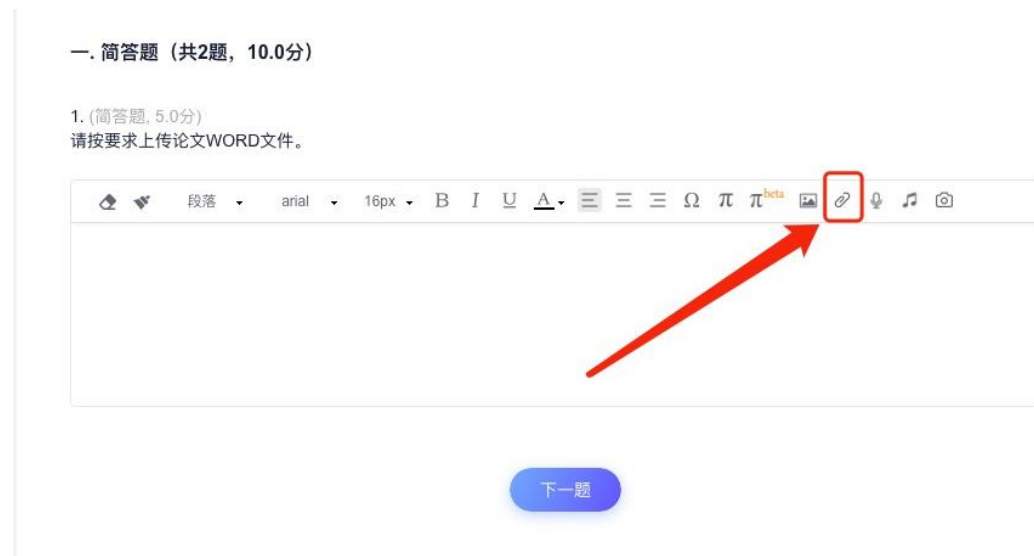 一. 简答题（共2题，10.0分）
1. (简答题, 5.0分)
请按要求上传论文WORD文件。
段落 arial 16px B I U A Ω π π beta
下一题